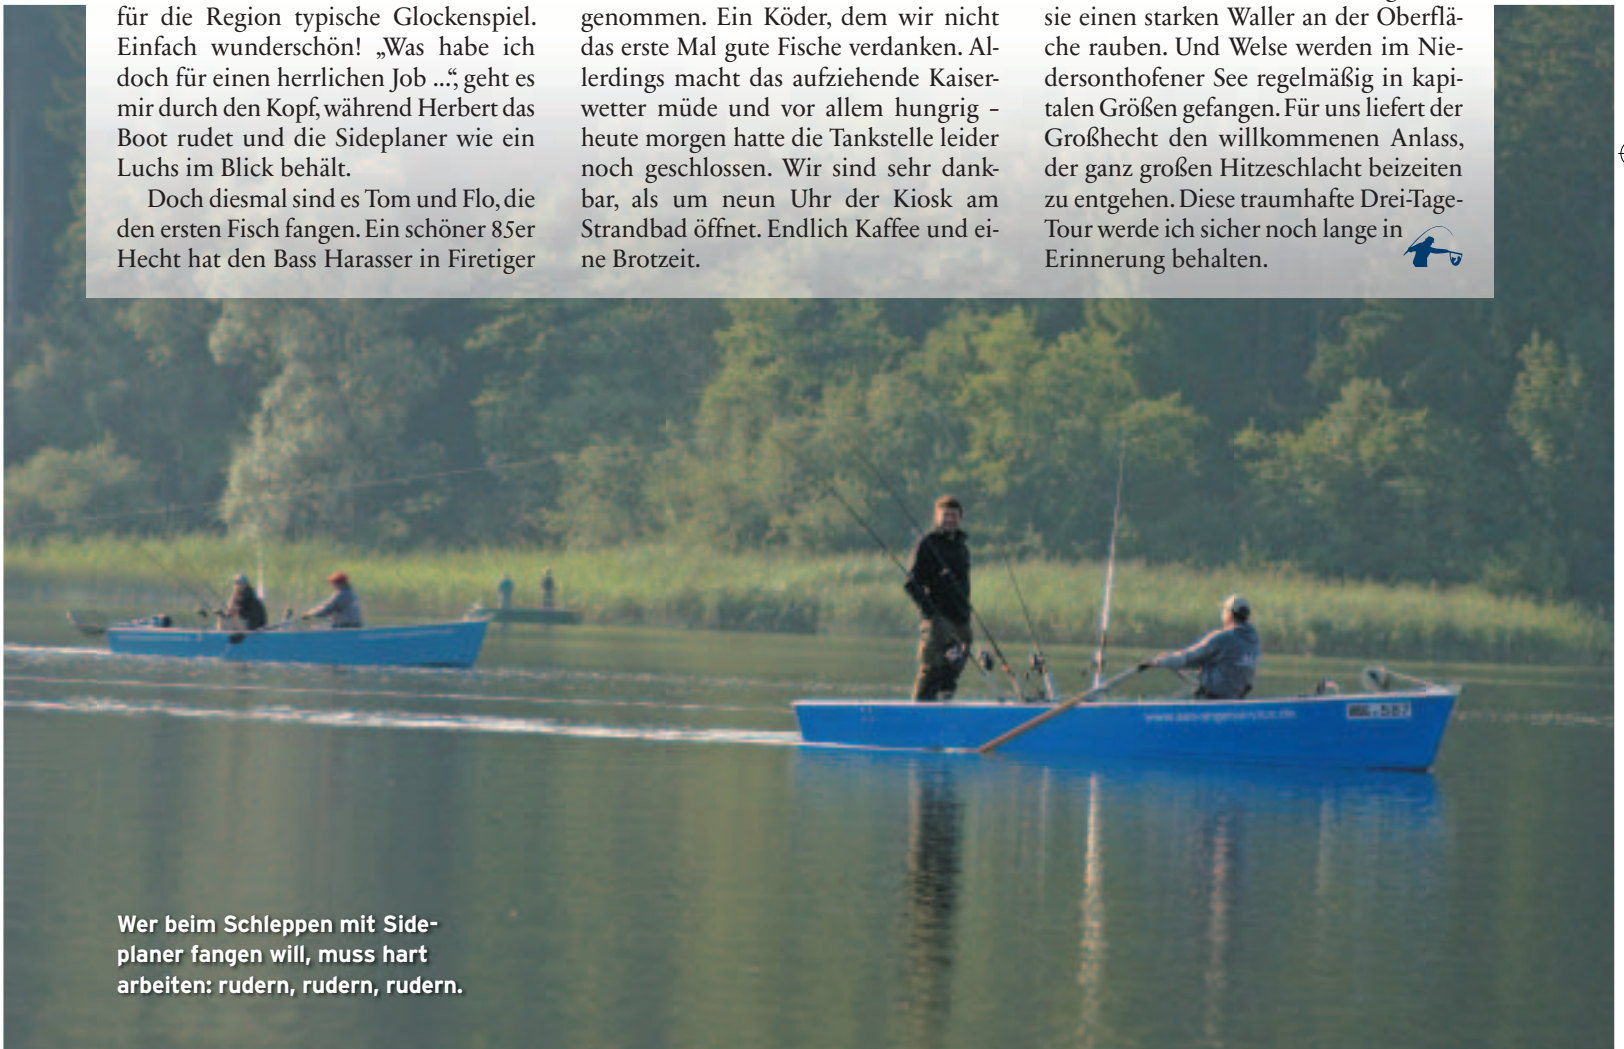 für die Region typische Glockenspiel.
Einfach wunderschön! „Was habe ich
doch für einen herrlichen Job ...“, geht es
mir durch den Kopf, während Herbert das
Boot rudet und die Sideplaner wie ein
Luchs im Blick behält.
Doch diesmal sind es Tom und Flo, die
den ersten Fisch fangen. Ein schöner 85er
Hecht hat den Bass Harasser in Firetiger
genommen. Ein Köder, dem wir nicht
das erste Mal gute Fische verdanken. Al-
lerdings macht das aufziehende Kaiser-
wetter müde und vor allem hungrig –
heute morgen hatte die Tankstelle leider
noch geschlossen. Wir sind sehr dank-
bar, als um neun Uhr der Kiosk am
Strandbad öffnet. Endlich Kaffee und ei-
ne Brotzeit.
sie einen starken Waller an der Oberflä-
che rauben. Und Welse werden im Nie-
dersonthofener See regelmäßig in kapi-
talen Größen gefangen. Für uns liefert der
Großhecht den willkommenen Anlass,
der ganz großen Hitzeschlacht beizeiten
zu entgehen. Diese traumhafte Drei-Tage-
Tour werde ich sicher noch lange in
Erinnerung behalten.
Wer beim Schleppen mit Side-
planer fangen will, muss hart
arbeiten: rudern, rudern, rudern.